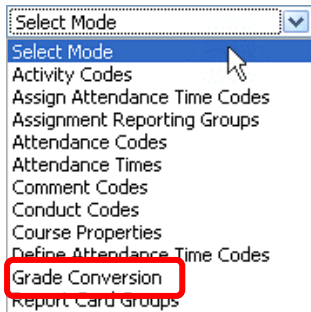 Select Mode
Select Mode
Activity Codes
Assign Attendance Time Codes
Assignment Reporting Groups
Attendance Codes
Attendance Times
Comment Codes
Conduct Codes
Course Properties
Define Attendance Time Codes
Grade Conversion
Report Card Groups